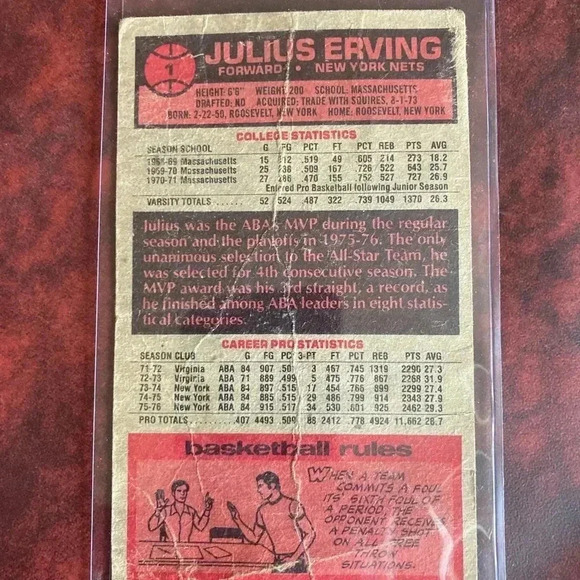 1
JULIUS ERVING
FORWARD • NEW YORK NETS
HEIGHT: 6'6" WEIGHT: 200 SCHOOL: MASSACHUSETTS
DRAFTED: NO ACQUIRED: TRADE WITH SQUIRES, 8-1-73
BORN: 2-22-50, ROOSEVELT, NEW YORK HOME: ROOSEVELT, NEW YORK
COLLEGE STATISTICS
SEASON SCHOOL G FG PCT FT PCT REB PTS AVG
1968-69 Massachusetts 15 112 .519 49 .605 214 273 18.2
1959-70 Massachusetts 25 238 .509 167 .726 522 643 25.7
1970-71 Massachusetts 27 286 .470 155 .752 527 727 26.9
Entered Pro Basketball following Junior Season
VARSITY TOTALS 52 524 .487 322 .739 1049 1370 26.3
Julius was the ABA's MVP during the regular
season and the playoffs in 1975-76. The only
unanimous selection to the All-Star Team, he
was selected for 4th consecutive season. The
MVP award was his 3rd straight, a record, as
he finished among ABA leaders in eight statis-
tical categories.
CAREER PRO STATISTICS
SEASON CLUB G FG PC 3-PT FT PCT REB PTS AVG
71-72 Virginia ABA 84 907 .50 3 467 .745 1319 2290 27.3
72-73 Virginia ABA 71 889 .499 5 475 .776 867 2268 31.9
73-74 New York ABA 84 897 .515 17 454 .766 899 2299 27.4
74-75 New York ABA 84 885 .515 29 486 .799 914 2343 27.9
75-76 New York ABA 84 915 .517 34 530 .801 925 2462 29.3
PRO TOTALS 407 4493 .509 88 2412 .778 4924 11,662 28.7
basketball rules
WHEN A TEAM
COMMITS A FOUL
ITS' SIXTH FOUL OF
A PERIOD, THE
OPPONENT RECEIVES
A PENALTY SHOT
ON ALL FREE
THROW
SITUATIONS.